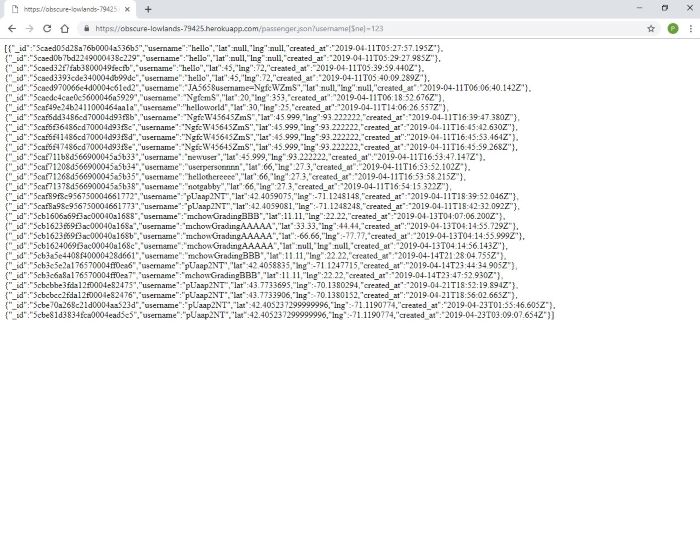 https://obscure-lowlands-79425.
https://obscure-lowlands-79425.herokuapp.com/passenger.json?username[$ne]=123
P
[{"_id":"5caed05d28a76b0004a536b5","username":"hello","lat":null,"lng":null,"created_at":"2019-04-11T05:27:57.195Z"},
{"_id":"5caed0b7bd2249000438c229","username":"hello","lat":null,"lng":null,"created_at":"2019-04-11T05:29:27.985Z"},
{"_id":"5caed32f7fab3800049fecfb","username":"hello","lat":45,"lng":72,"created_at":"2019-04-11T05:39:59.440Z"},
{"_id":"5caed3393cde340004db99dc","username":"hello","lat":45,"lng":72,"created_at":"2019-04-11T05:40:09.289Z"},
{"_id":"5caed970066e4d0004c61ed2","username":"JA5658username=NgfcWZmS","lat":null,"lng":null,"created_at":"2019-04-11T06:06:40.142Z"},
{"_id":"5caedc4cae0c5600046a5929","username":"NgfcmS","lat":20,"lng":353,"created_at":"2019-04-11T06:18:52.676Z"},
{"_id":"5caf49e24b2411000464aa1a","username":"helloworld","lat":30,"lng":25,"created_at":"2019-04-11T14:06:26.557Z"},
{"_id":"5caf6dd3486cd70004d93f8b","username":"NgfcW45645ZmS","lat":45.999,"lng":93.222222,"created_at":"2019-04-11T16:39:47.380Z"},
{"_id":"5caf6f36486cd70004d93f8c","username":"NgfcW45645ZmS","lat":45.999,"lng":93.222222,"created_at":"2019-04-11T16:45:42.630Z"},
{"_id":"5caf6f41486cd70004d93f8d","username":"NgfcW45645ZmS","lat":45.999,"lng":93.222222,"created_at":"2019-04-11T16:45:53.464Z"},
{"_id":"5caf6f47486cd70004d93f8e","username":"NgfcW45645ZmS","lat":45.999,"lng":93.222222,"created_at":"2019-04-11T16:45:59.268Z"},
{"_id":"5caf711b8d566900045a5b33","username":"newuser","lat":45.999,"lng":93.222222,"created_at":"2019-04-11T16:53:47.147Z"},
{"_id":"5caf71208d566900045a5b34","username":"userpersonnnn","lat":66,"lng":27.3,"created_at":"2019-04-11T16:53:52.102Z"},
{"_id":"5caf71268d566900045a5b35","username":"hellothereeee","lat":66,"lng":27.3,"created_at":"2019-04-11T16:53:58.215Z"},
{"_id":"5caf71378d566900045a5b38","username":"notgabby","lat":66,"lng":27.3,"created_at":"2019-04-11T16:54:15.322Z"},
{"_id":"5caf89f8c956750004661772","username":"pUaap2NT","lat":42.4059075,"lng":-71.1248148,"created_at":"2019-04-11T18:39:52.046Z"},
{"_id":"5caf8a98c956750004661773","username":"pUaap2NT","lat":42.4059081,"lng":-71.1248248,"created_at":"2019-04-11T18:42:32.092Z"},
{"_id":"5cb1606a69f3ac00040a1688","username":"mchowGradingBBB","lat":11.11,"lng":22.22,"created_at":"2019-04-13T04:07:06.200Z"},
{"_id":"5cb1623f69f3ac00040a168a","username":"mchowGradingAAAAA","lat":33.33,"lng":44.44,"created_at":"2019-04-13T04:14:55.729Z"},
{"_id":"5cb1623f69f3ac00040a168b","username":"mchowGradingAAAAA","lat":-66.66,"lng":-77.77,"created_at":"2019-04-13T04:14:55.999Z"},
{"_id":"5cb1624069f3ac00040a168c","username":"mchowGradingAAAAA","lat":null,"lng":null,"created_at":"2019-04-13T04:14:56.143Z"},
{"_id":"5cb3a5e4408f40000428d661","username":"mchowGradingBBB","lat":11.11,"lng":22.22,"created_at":"2019-04-14T21:28:04.755Z"},
{"_id":"5cb3c5e2a176570004ff0ea6","username":"pUaap2NT","lat":42.4058835,"lng":-71.1247715,"created_at":"2019-04-14T23:44:34.905Z"},
{"_id":"5cb3c6a8a176570004ff0ea7","username":"mchowGradingBBB","lat":11.11,"lng":22.22,"created_at":"2019-04-14T23:47:52.930Z"},
{"_id":"5cbcbbe3fda12f0004e82475","username":"pUaap2NT","lat":43.7733695,"lng":-70.1380294,"created_at":"2019-04-21T18:52:19.894Z"},
{"_id":"5cbcbcc2fda12f0004e82476","username":"pUaap2NT","lat":43.7733906,"lng":-70.1380152,"created_at":"2019-04-21T18:56:02.665Z"},
{"_id":"5cbe70a268c21d0004aa523d","username":"pUaap2NT","lat":42.405237299999996,"lng":-71.1190774,"created_at":"2019-04-23T01:55:46.605Z"},
{"_id":"5cbe81d3834fca0004ead5c5","username":"pUaap2NT","lat":42.405237299999996,"lng":-71.1190774,"created_at":"2019-04-23T03:09:07.654Z"}]